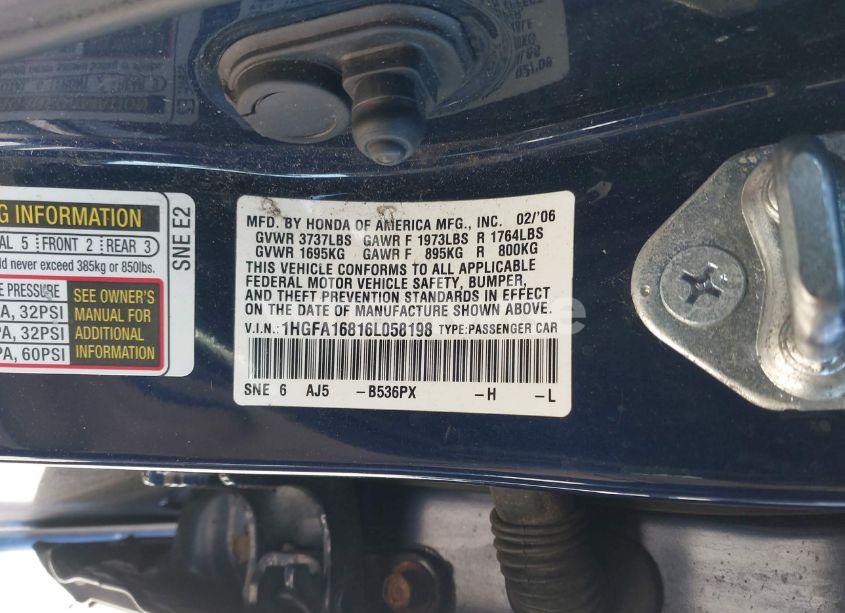 G INFORMATION
AL 5 FRONT 2 REAR 3
ld never exceed 385kg or 850lbs.
E PRESSURE
SEE OWNER'S
MANUAL FOR
ADDITIONAL
INFORMATION
PA, 32PSI
PA, 32PSI
PA, 60PSI
SNE E2
MFD. BY HONDA OF AMERICA MFG., INC. 02/'06
GVWR 3737LBS GAWR F 1973LBS R 1764LBS
GVWR 1695KG GAWR F 895KG R 800KG
THIS VEHICLE CONFORMS TO ALL APPLICABLE
FEDERAL MOTOR VEHICLE SAFETY, BUMPER,
AND THEFT PREVENTION STANDARDS IN EFFECT
ON THE DATE OF MANUFACTURE SHOWN ABOVE.
V.I.N.: 1HGFA16816L058198 TYPE:PASSENGER CAR
SNE 6 AJ5 -B536PX -H -L